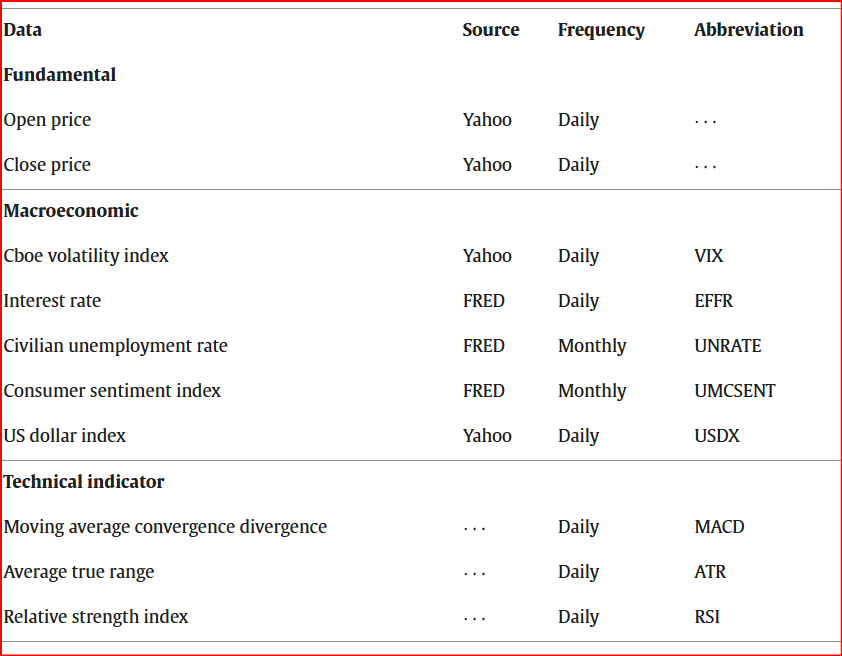 Data Source Frequency Abbreviation
Fundamental
Open price Yahoo Daily ...
Close price Yahoo Daily ...
Macroeconomic
Cboe volatility index Yahoo Daily VIX
Interest rate FRED Daily EFFR
Civilian unemployment rate FRED Monthly UNRATE
Consumer sentiment index FRED Monthly UMCSENT
US dollar index Yahoo Daily USDX
Technical indicator
Moving average convergence divergence ... Daily MACD
Average true range ... Daily ATR
Relative strength index ... Daily RSI